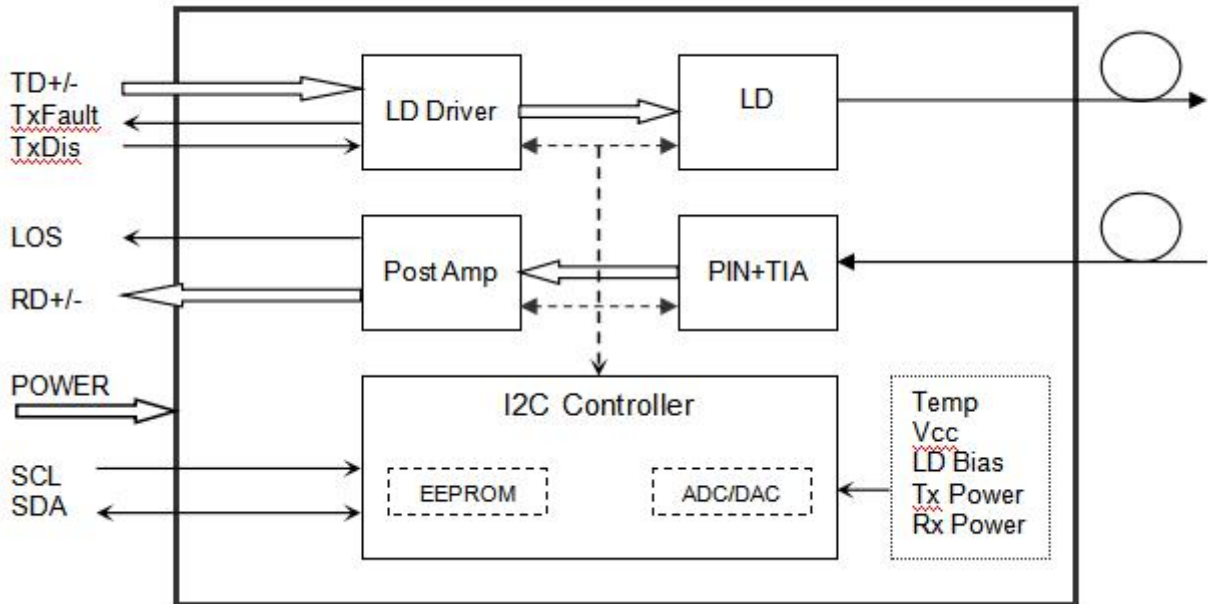 TD+/-
TxFault
TxDis
LD Driver
LD
LOS
RD+/-
Post Amp
PIN+TIA
POWER
SCL
SDA
I2C Controller
EEPROM
ADC/DAC
Temp
Vcc
LD Bias
Tx Power
Rx Power